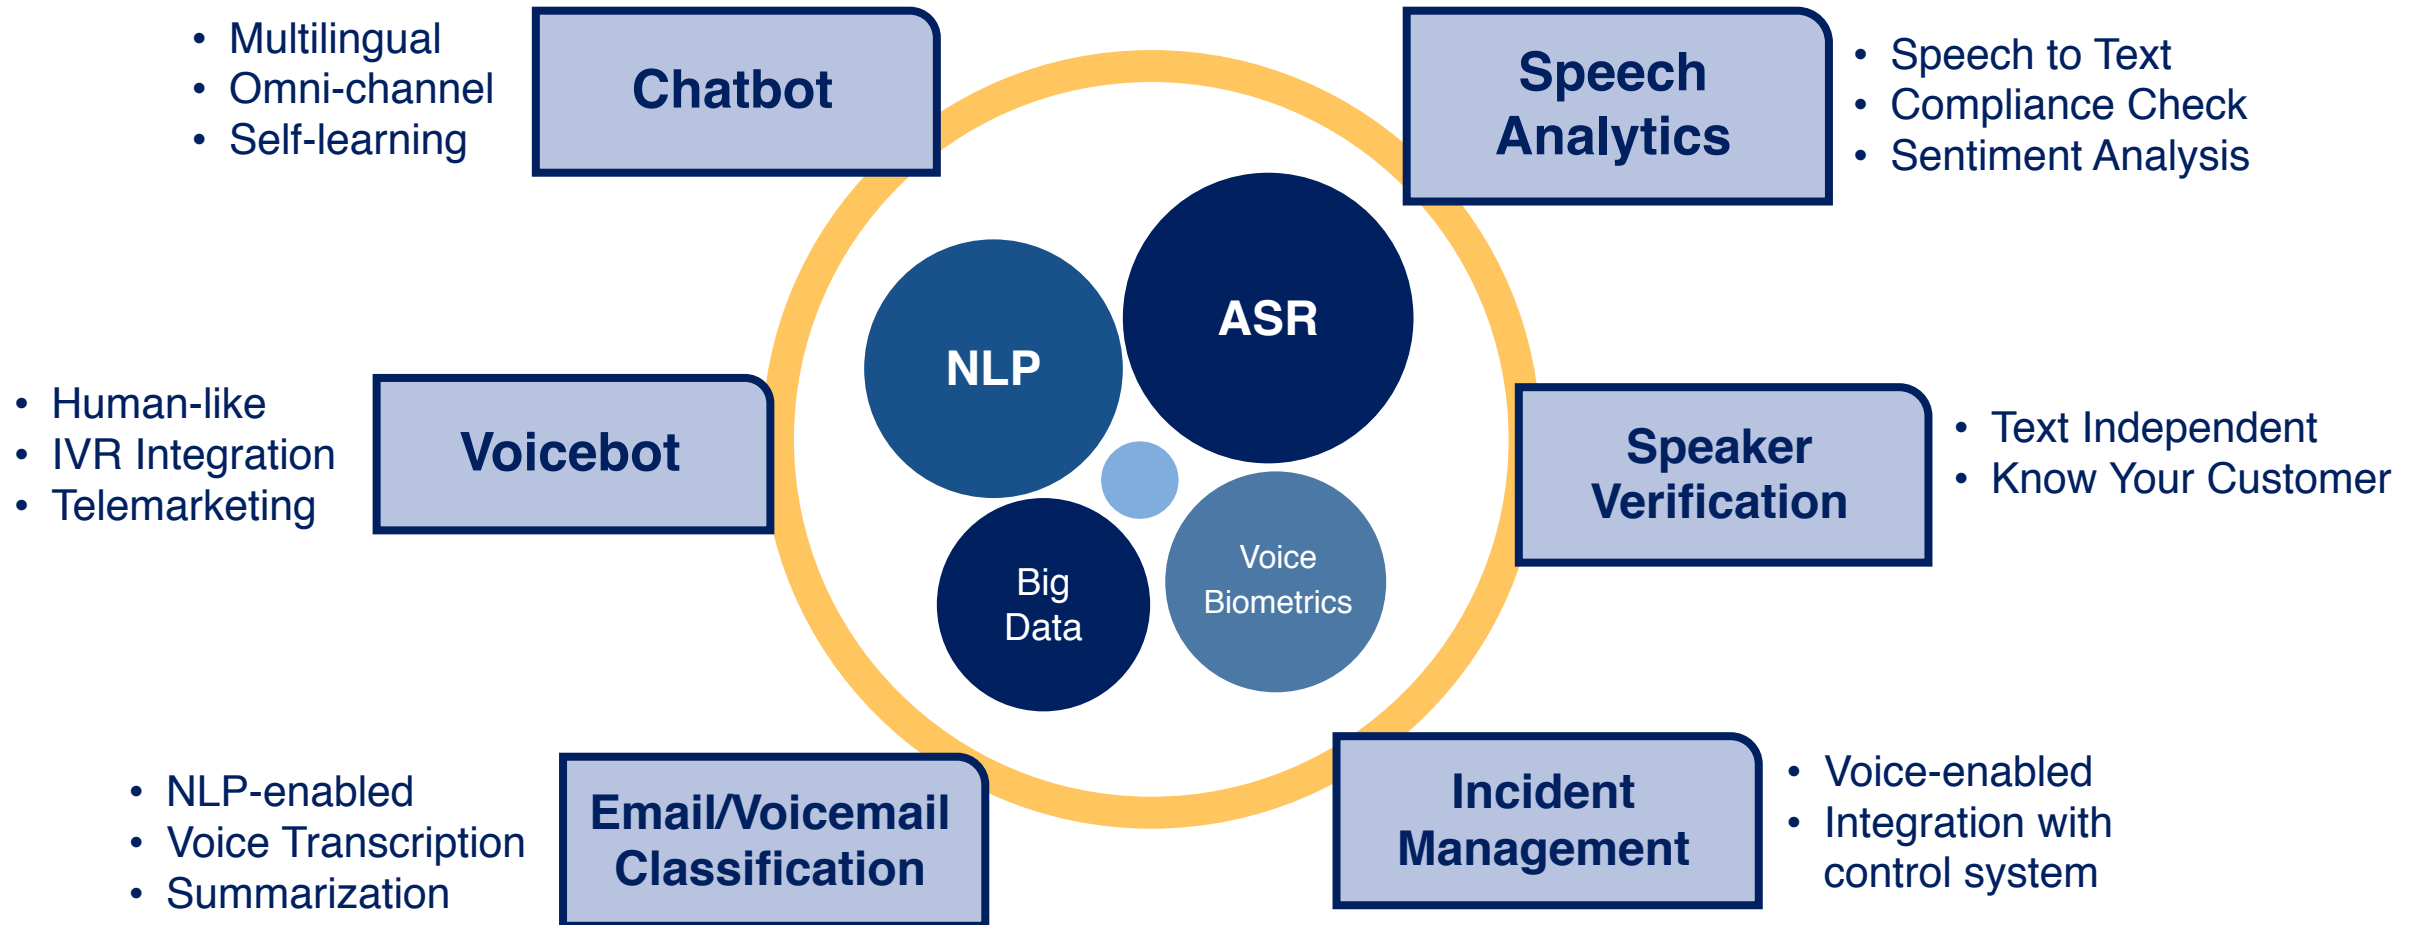 • Multilingual
• Omni-channel
• Self-learning
Chatbot
Speech
Analytics
• Speech to Text
• Compliance Check
• Sentiment Analysis
NLP
ASR
• Human-like
• IVR Integration
• Telemarketing
Voicebot
Speaker
Verification
• Text Independent
• Know Your Customer
Big
Data
Voice
Biometrics
• NLP-enabled
• Voice Transcription
• Summarization
Email/Voicemail
Classification
Incident
Management
• Voice-enabled
• Integration with
control system